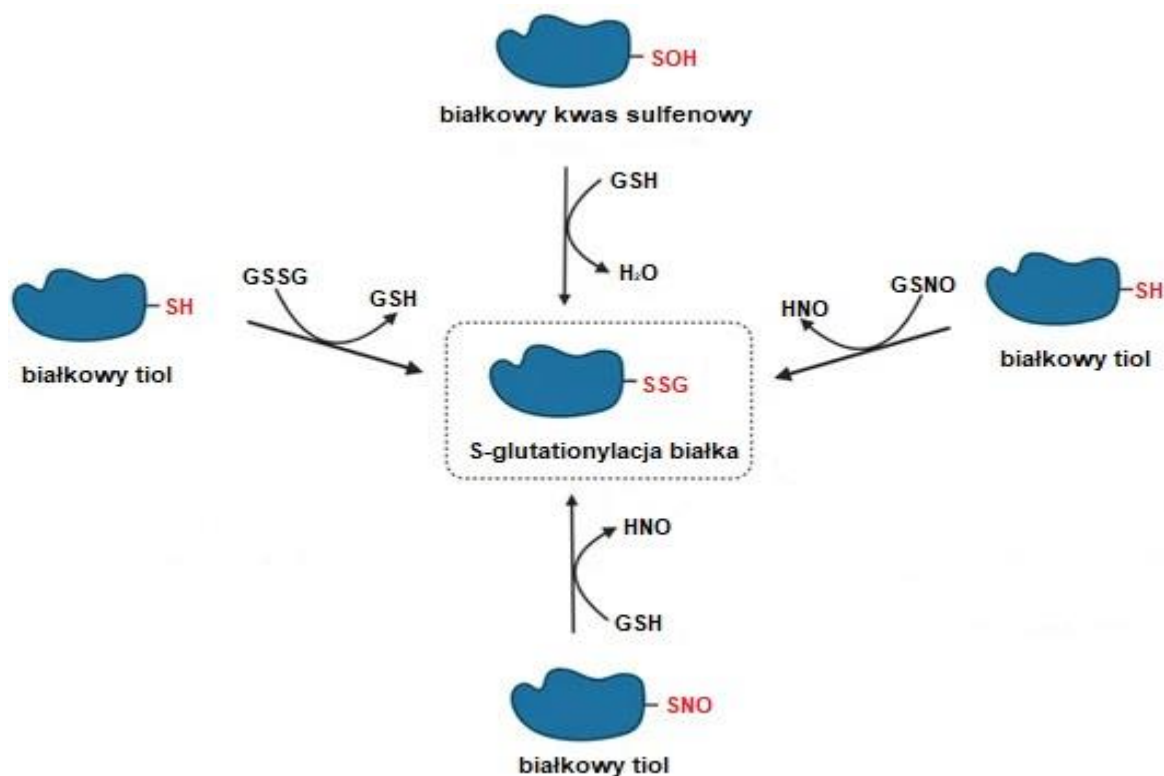 SOH
białkowy kwas sulfenowy
GSH
H₂O
SH
białkowy tiol
GSSG
GSH
HNO
GSNO
SH
białkowy tiol
SSG
S-glutationylacja białka
HNO
GSH
SNO
białkowy tiol